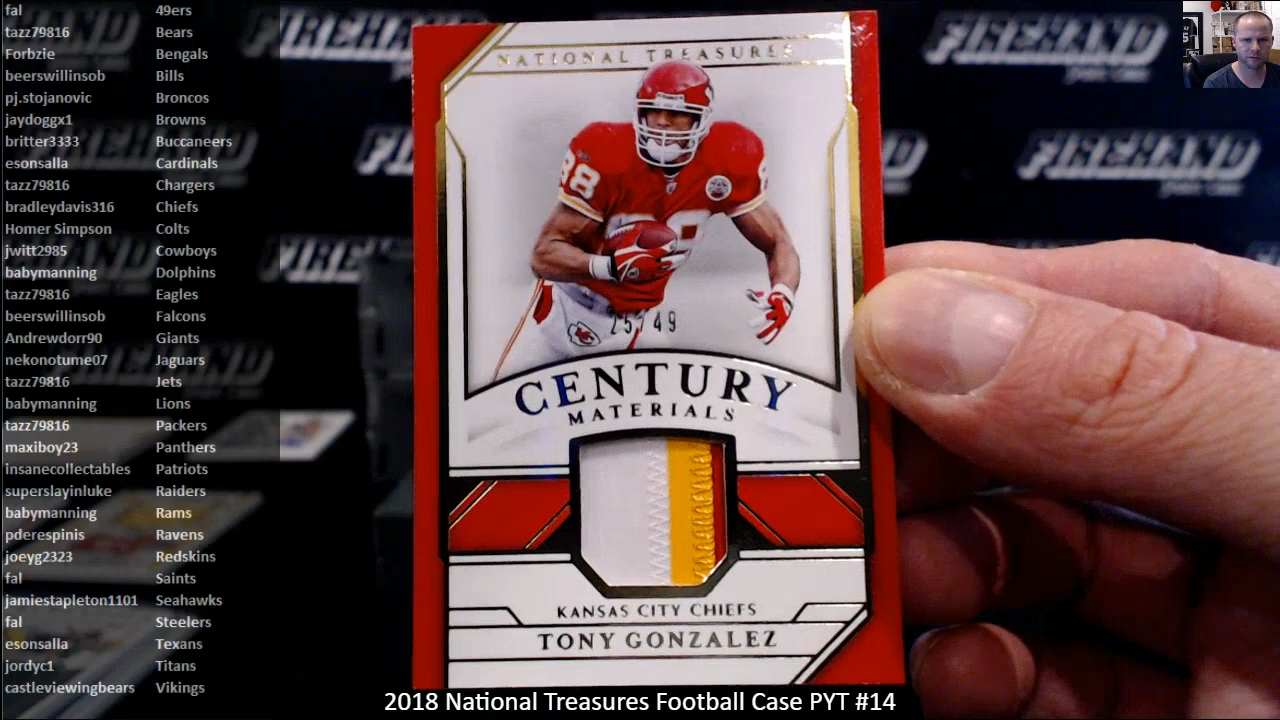 fal 49ers
tazz79816 Bears
Forbzie Bengals
beerswillinsob Bills
pj.stojanovic Broncos
jaydoggx1 Browns
britter3333 Buccaneers
esonsalla Cardinals
tazz79816 Chargers
bradleydavis316 Chiefs
Homer Simpson Colts
jwitt2985 Cowboys
babymanning Dolphins
tazz79816 Eagles
beerswillinsob Falcons
Andrewdorr90 Giants
nekonotume07 Jaguars
tazz79816 Jets
babymanning Lions
tazz79816 Packers
maxiboy23 Panthers
insanecollectables Patriots
superslayinluke Raiders
babymanning Rams
pderespinis Ravens
joeyg2323 Redskins
fal Saints
jamiestapleton1101 Seahawks
fal Steelers
esonsalla Texans
jordyc1 Titans
castleviewingbears Vikings
NATIONAL TREASURES
88
25/49
CENTURY
MATERIALS
KANSAS CITY CHIEFS
TONY GONZALEZ
FIREHAND
FIREHAND
2018 National Treasures Football Case PYT #14